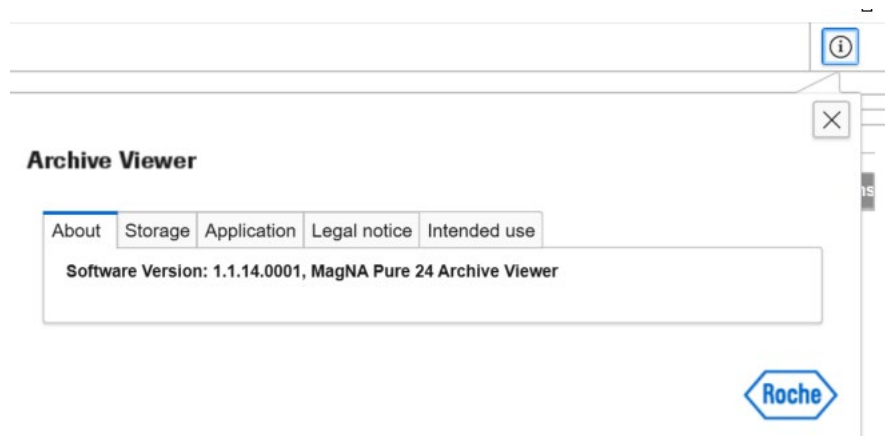 Archive Viewer
About Storage Application Legal notice Intended use
Software Version: 1.1.14.0001, MagNA Pure 24 Archive Viewer
Roche